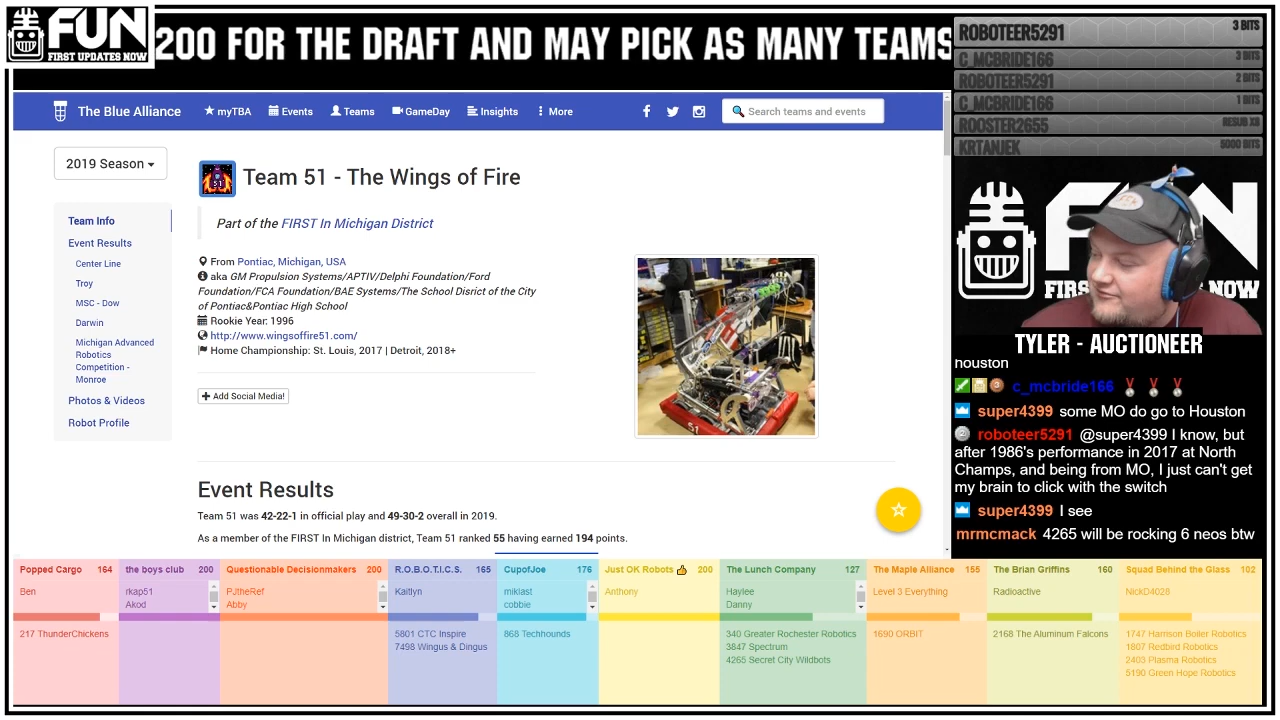 FUN
FIRST UPDATES NOW
200 FOR THE DRAFT AND MAY PICK AS MANY TEAMS
ROBOTEER5291 3 BITS
C_MCBRIDE166 3 BITS
ROBOTEER5291 2 BITS
C_MCBRIDE166 1 BITS
ROOSTER2655 RESUB X8
KRTANJEK 5000 BITS
The Blue Alliance
myTBA
Events
Teams
GameDay
Insights
More
Search teams and events
2019 Season
Team Info
Event Results
Center Line
Troy
MSC - Dow
Darwin
Michigan Advanced
Robotics
Competition -
Monroe
Photos & Videos
Robot Profile
51
Team 51 - The Wings of Fire
Part of the FIRST In Michigan District
From Pontiac, Michigan, USA
aka GM Propulsion Systems/APTIV/Delphi Foundation/Ford
Foundation/FCA Foundation/BAE Systems/The School Disrict of the City
of Pontiac&Pontiac High School
Rookie Year: 1996
http://www.wingsoffire51.com/
Home Championship: St. Louis, 2017 | Detroit, 2018+
Add Social Media!
51
Event Results
Team 51 was 42-22-1 in official play and 49-30-2 overall in 2019.
As a member of the FIRST In Michigan district, Team 51 ranked 55 having earned 194 points.
TYLER - AUCTIONEER
houston
c_mcbride166
super4399 some MO do go to Houston
2 roboteer5291 @super4399 I know, but
after 1986's performance in 2017 at North
Champs, and being from MO, I just can't get
my brain to click with the switch
super4399 I see
mrmcmack 4265 will be rocking 6 neos btw
Popped Cargo 164
Ben
217 ThunderChickens
the boys club 200
rkap51
Akod
Questionable Decisionmakers 200
PJtheRef
Abby
R.O.B.O.T.I.C.S. 165
Kaitlyn
5801 CTC Inspire
7498 Wingus & Dingus
CupofJoe 176
miklast
cobbie
868 Techhounds
Just OK Robots 200
Anthony
The Lunch Company 127
Haylee
Danny
340 Greater Rochester Robotics
3847 Spectrum
4265 Secret City Wildbots
The Maple Alliance 155
Level 3 Everything
1690 ORBIT
The Brian Griffins 160
Radioactive
2168 The Aluminum Falcons
Squad Behind the Glass 102
NickD4028
1747 Harrison Boiler Robotics
1807 Redbird Robotics
2403 Plasma Robotics
5190 Green Hope Robotics